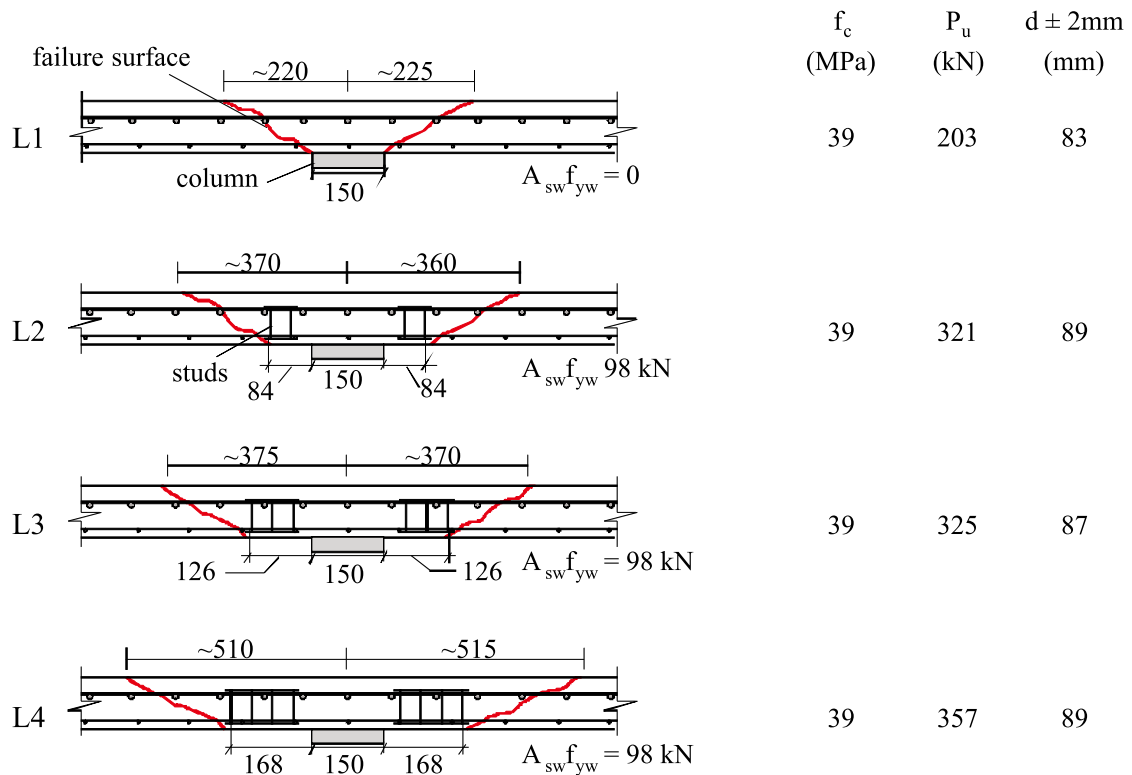 f_c P_u d ± 2mm
(MPa) (kN) (mm)
failure surface
~220 ~225
L1
column
150
A_sw f_yw = 0
39 203 83
~370 ~360
L2
studs
84 150 84
A_sw f_yw 98 kN
39 321 89
~375 ~370
L3
126 150 126
A_sw f_yw = 98 kN
39 325 87
~510 ~515
L4
168 150 168
A_sw f_yw = 98 kN
39 357 89